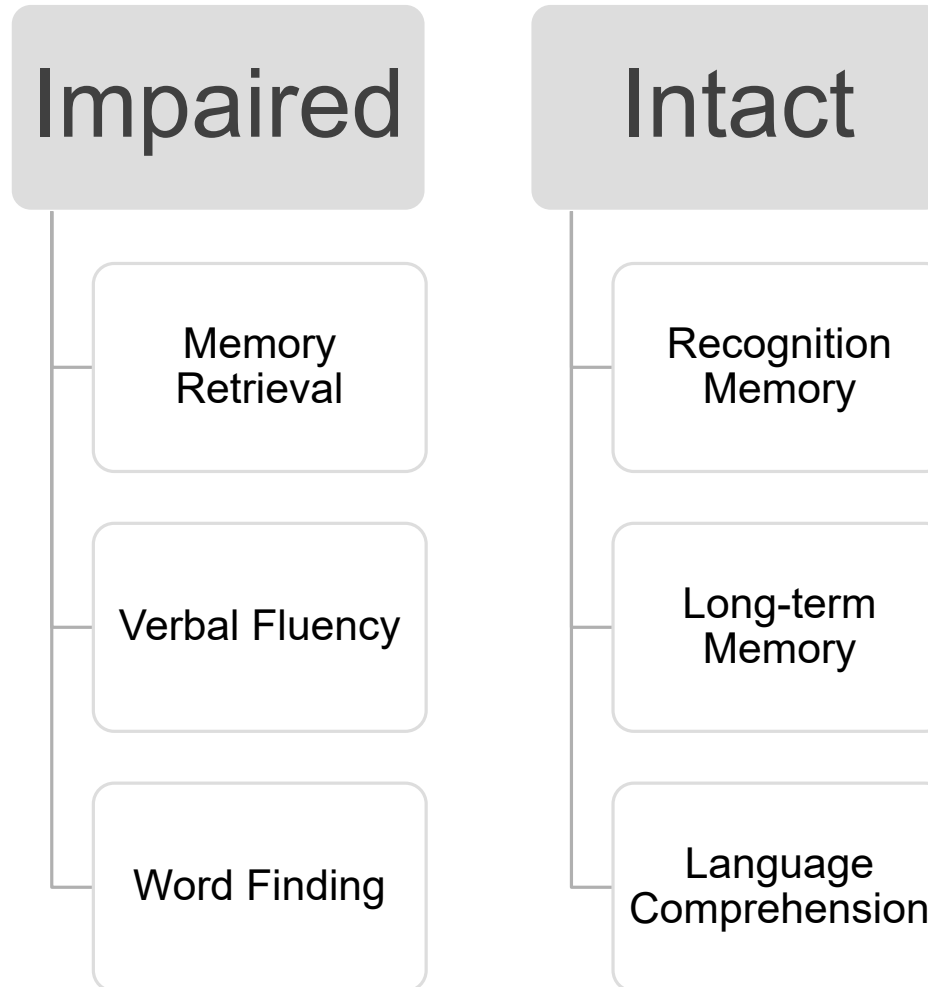 Impaired
Memory
Retrieval
Verbal Fluency
Word Finding
Intact
Recognition
Memory
Long-term
Memory
Language
Comprehension